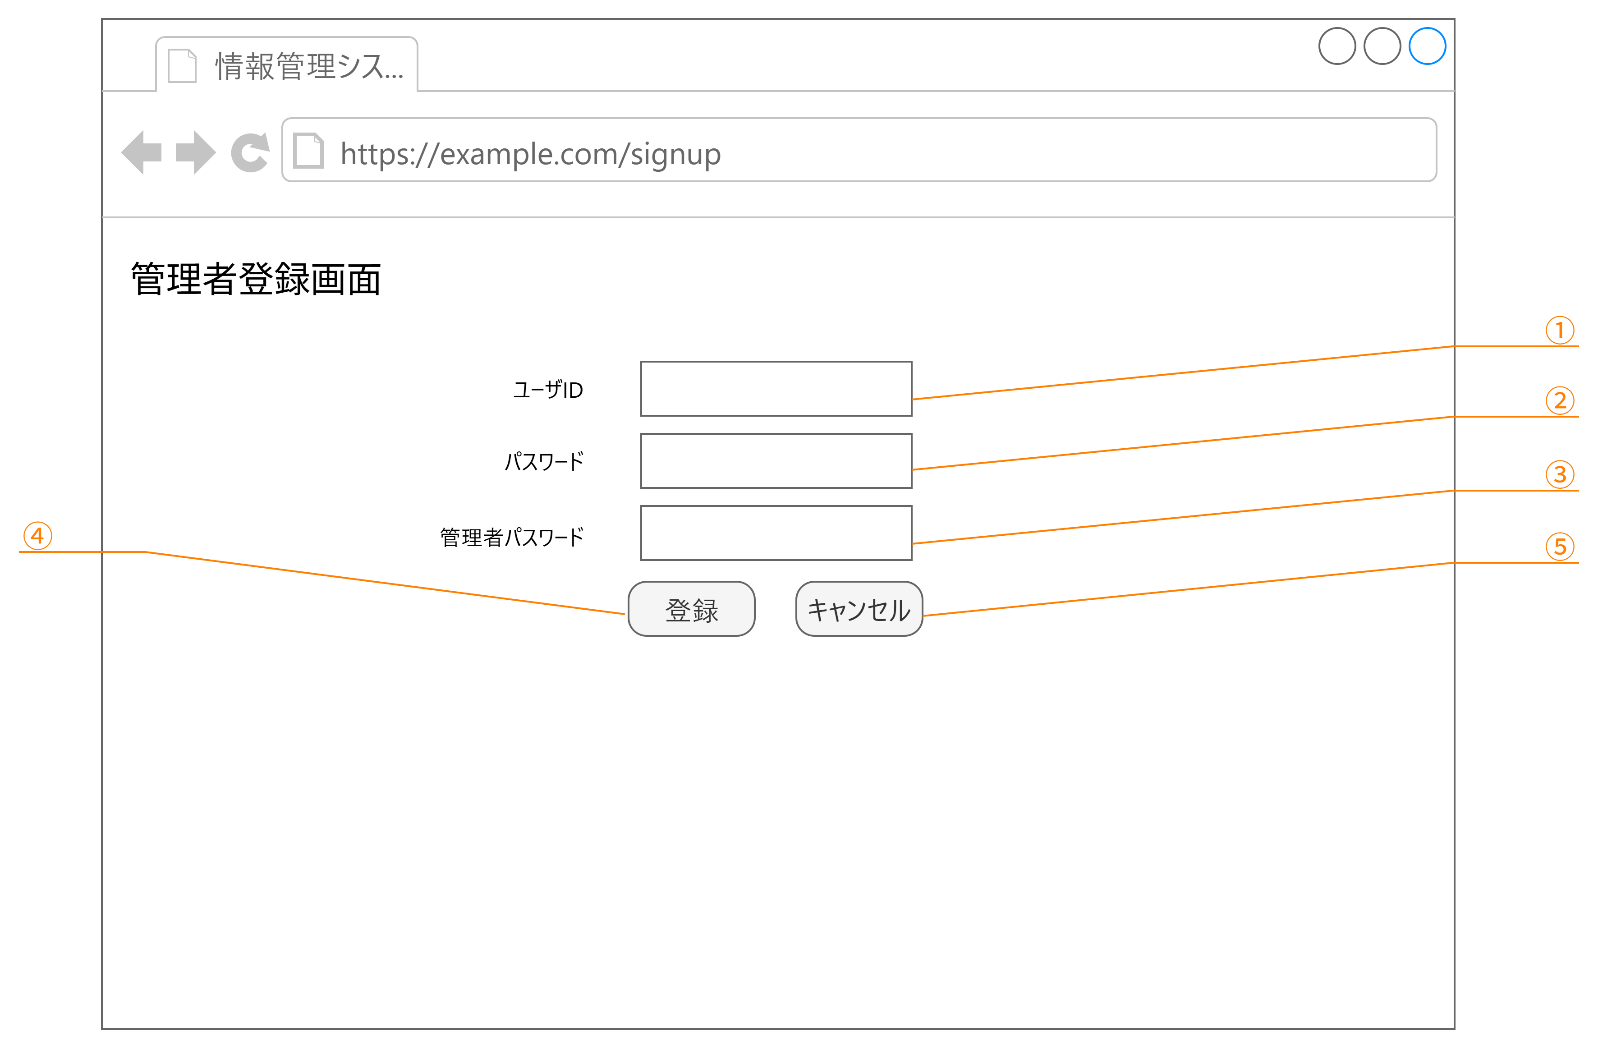 情報管理シス...
https://example.com/signup
管理者登録画面
①
ユーザID
②
パスワード
③
管理者パスワード
④
⑤
登録 キャンセル